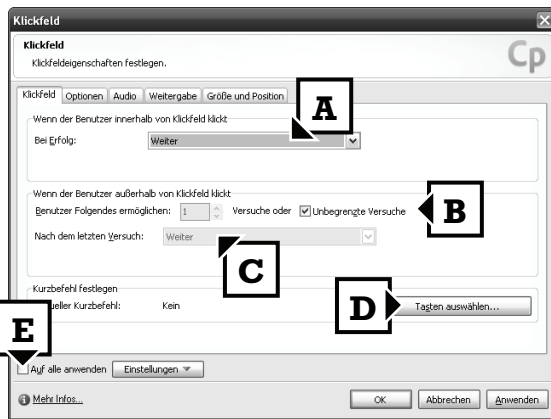 Klickfeld
Klickfeld
Klickfeldeigenschaften festlegen.
Cp
Klickfeld Optionen Audio Weitergabe Größe und Position
A
Wenn der Benutzer innerhalb von Klickfeld klickt
Bei Erfolg: Weiter
Wenn der Benutzer außerhalb von Klickfeld klickt
Benutzer Folgendes ermöglichen: 1 Versuche oder Unbegrenzte Versuche
B
Nach dem letzten Versuch: Weiter
C
Kurzbefehl festlegen
ueller Kurzbefehl: Kein
D
Tasten auswählen...
E
Auf alle anwenden Einstellungen
Mehr Infos... OK Abbrechen Anwenden